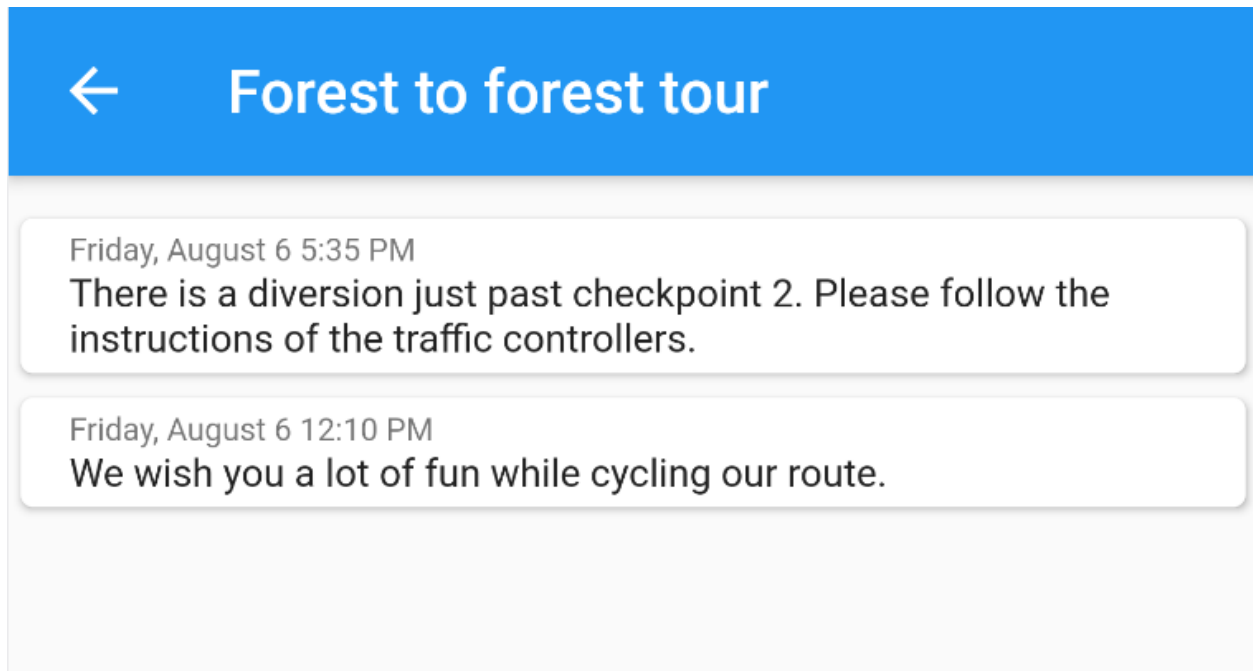 Forest to forest tour
Friday, August 6 5:35 PM
There is a diversion just past checkpoint 2. Please follow the
instructions of the traffic controllers.
Friday, August 6 12:10 PM
We wish you a lot of fun while cycling our route.